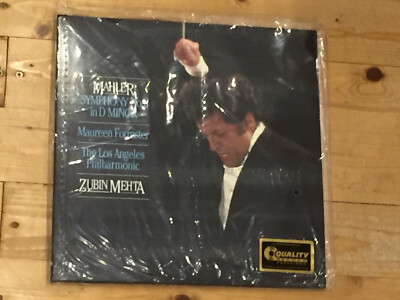 MAHLER
SYMPHONY
in D MINOR
Maureen Forrester
The Los Angeles
Philharmonic
ZUBIN MEHTA
QUALITY